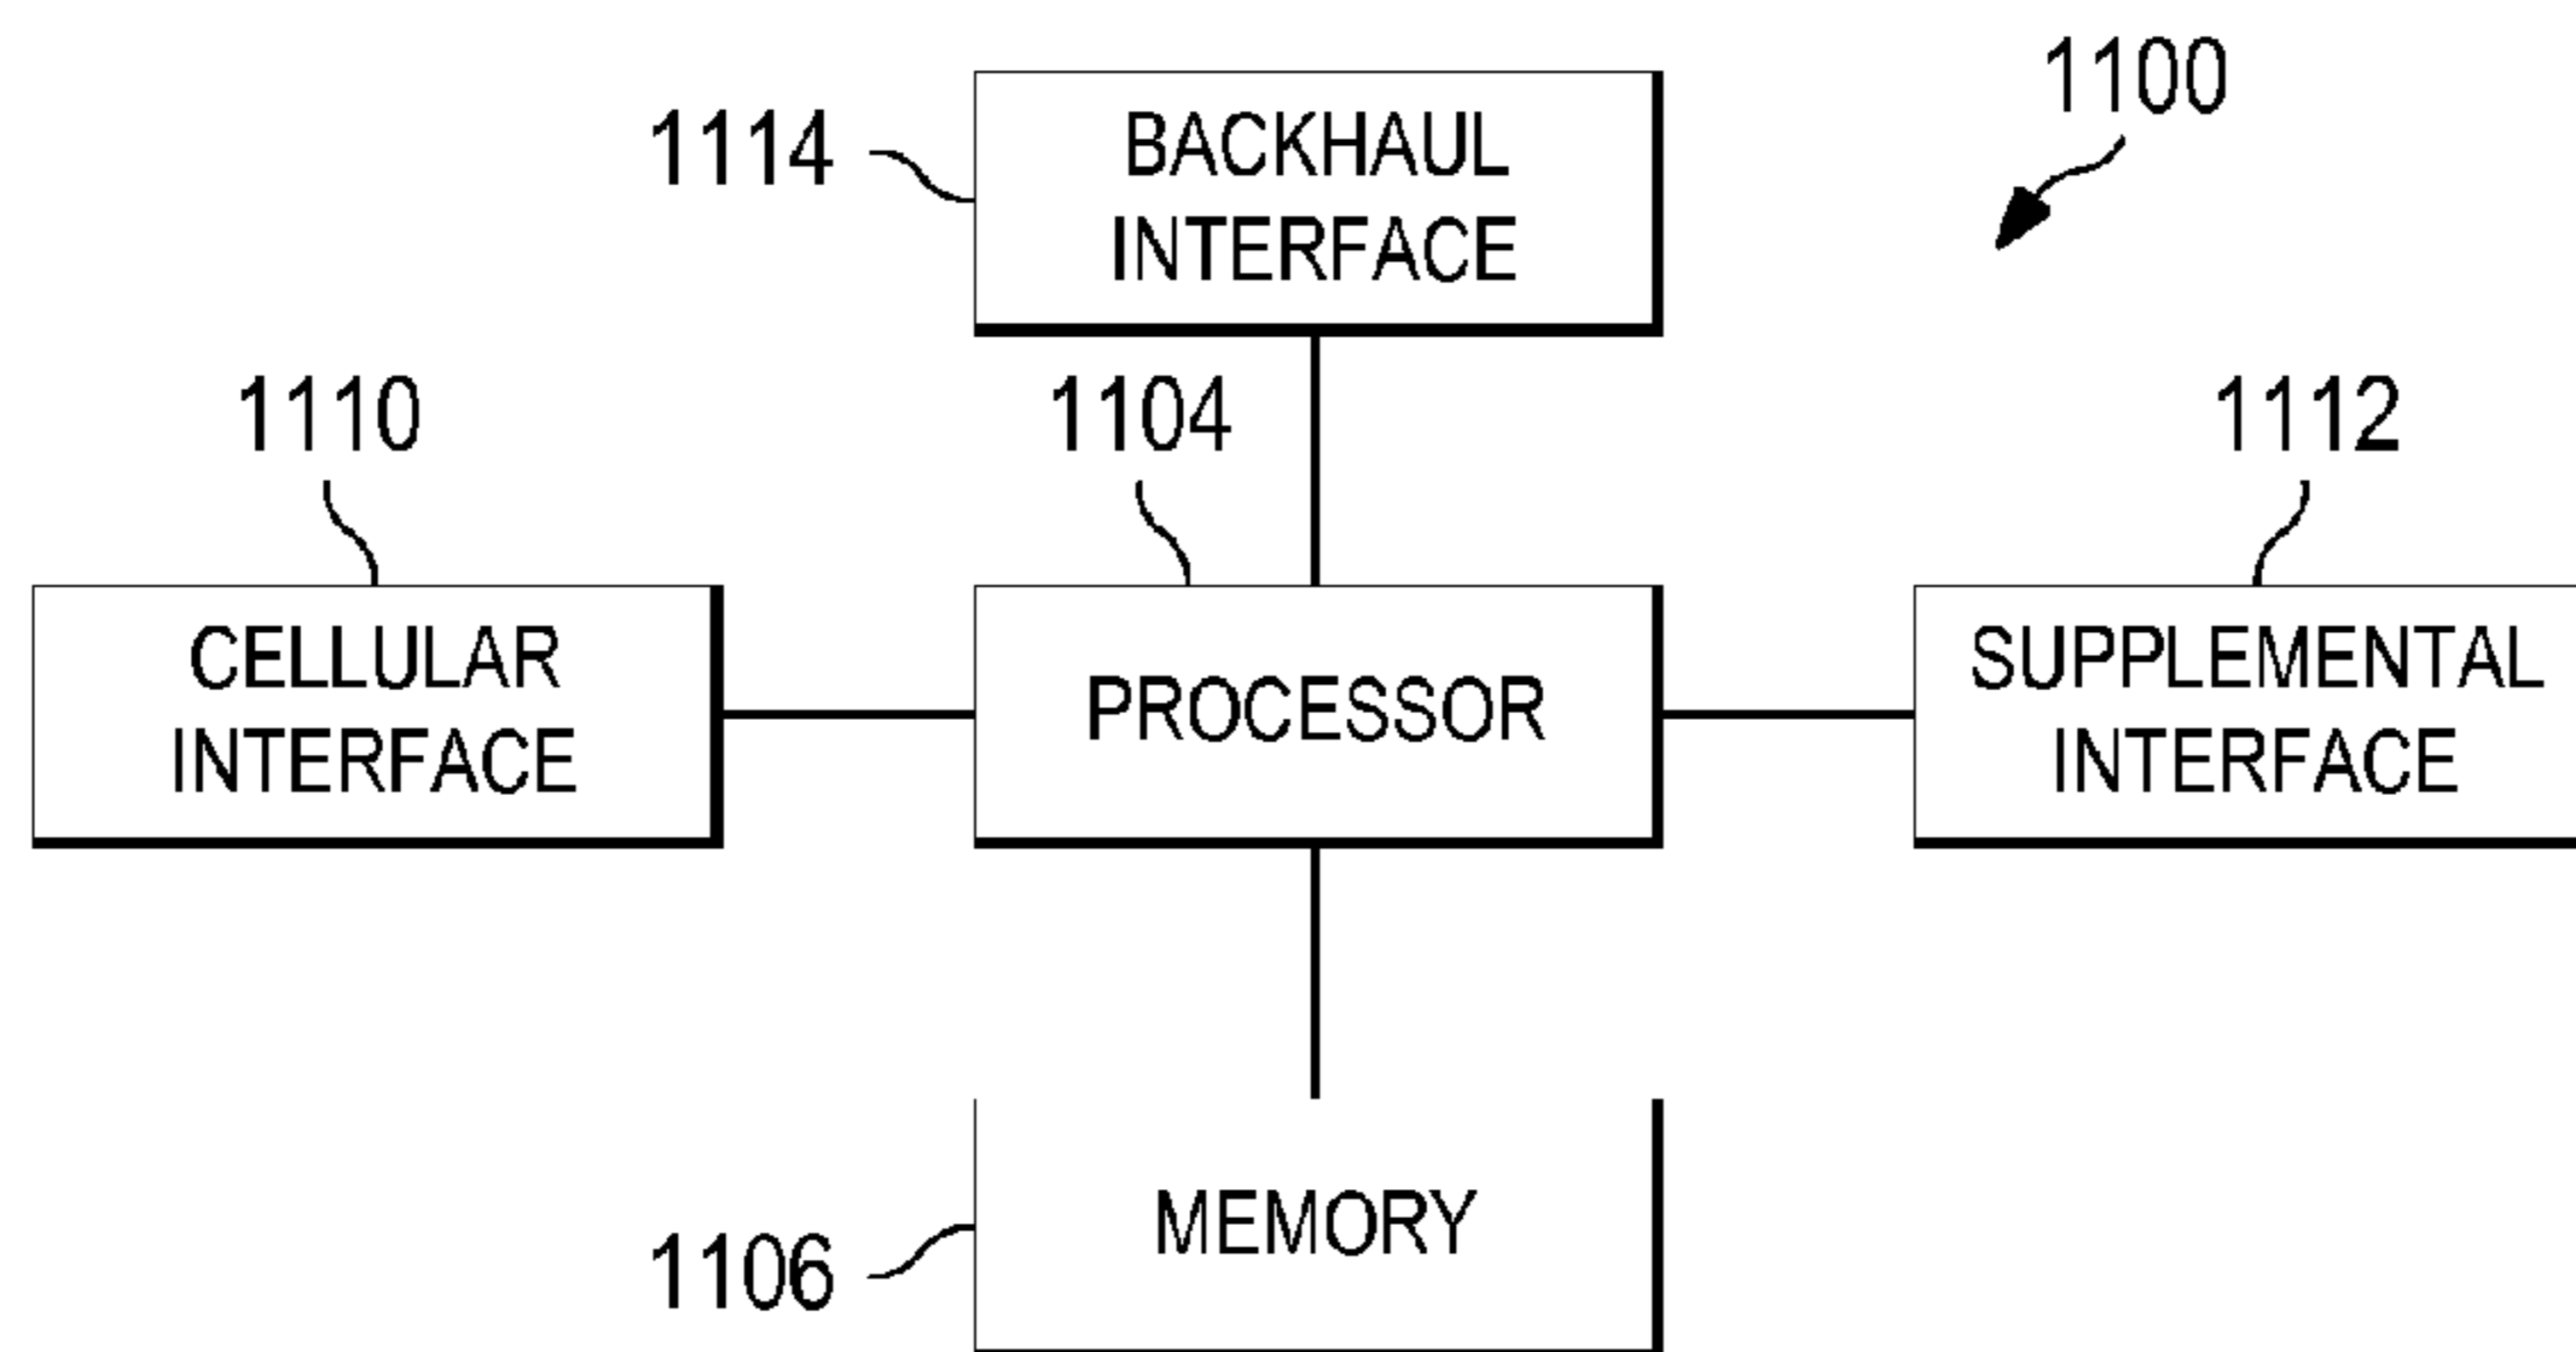 1100
1114
BACKHAUL
INTERFACE
1110
1104
1112
CELLULAR
INTERFACE
PROCESSOR
SUPPLEMENTAL
INTERFACE
1106
MEMORY